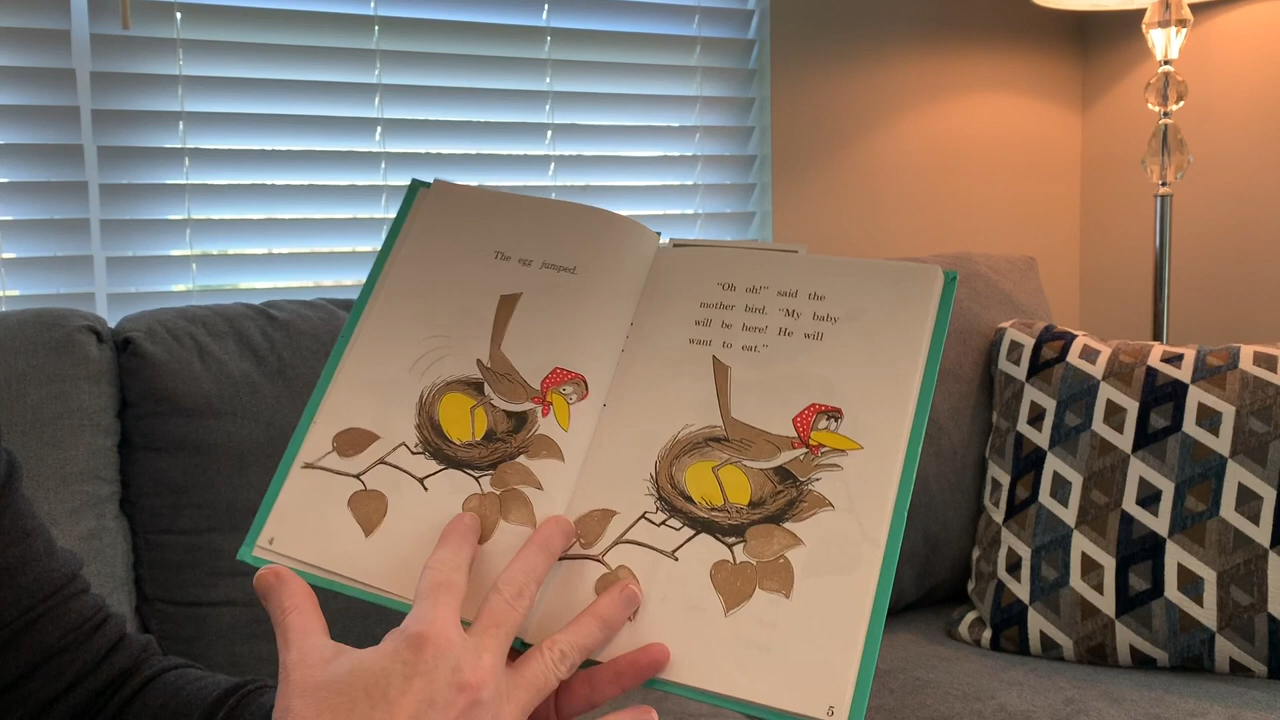 The egg jumped.
"Oh oh!" said the
mother bird. "My baby
will be here! He will
want to eat."
4
5